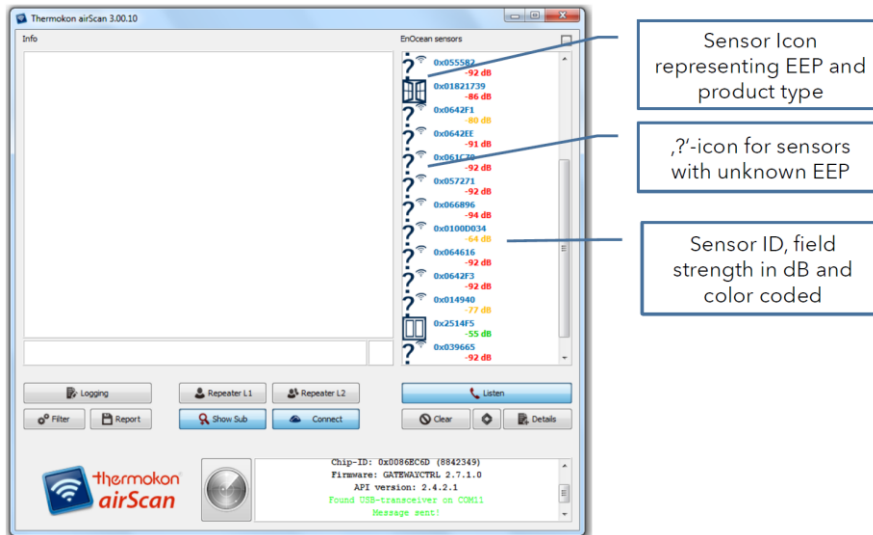 Thermokon airScan 3.00.10
Info
EnOcean sensors
0x055582
-92 dB
0x01821739
-86 dB
0x0642F1
-80 dB
0x0642EE
-91 dB
0x061C70
-92 dB
0x057271
-92 dB
0x066896
-94 dB
0x0100D034
-64 dB
0x064616
-92 dB
0x0642F3
-92 dB
0x014940
-77 dB
0x2514F5
-55 dB
0x039665
-92 dB
Logging
Repeater L1
Repeater L2
Listen
Filter
Report
Show Sub
Connect
Clear
Details
thermokon
airScan
Chip-ID: 0x0086EC6D (8842349)
Firmware: GATEWAYCTRL 2.7.1.0
API version: 2.4.2.1
Found USB-transceiver on COM11
Message sent!
Sensor Icon
representing EEP and
product type
‚?‘-icon for sensors
with unknown EEP
Sensor ID, field
strength in dB and
color coded